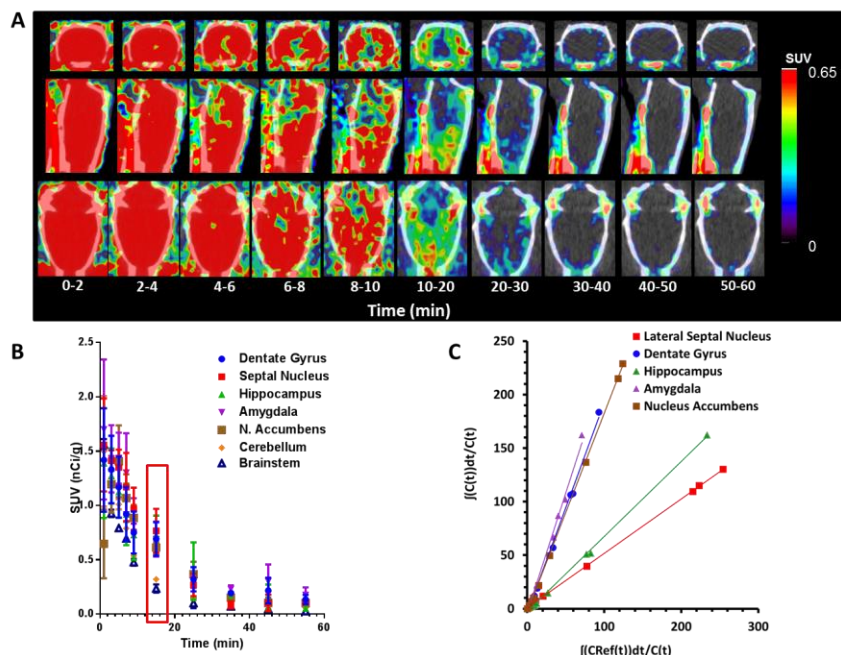 A
SUV
0.65
0
0-2 2-4 4-6 6-8 8-10 10-20 20-30 30-40 40-50 50-60
Time (min)
B
2.5
2.0
1.5
1.0
0.5
0.0
0 20 40 60
SUV (nCi/g)
Time (min)
Dentate Gyrus
Septal Nucleus
Hippocampus
Amygdala
N. Accumbens
Cerebellum
Brainstem
C
250
200
150
100
50
0
0 100 200 300
∫(C(t))dt/C(t)
∫(CRef(t))dt/C(t)
Lateral Septal Nucleus
Dentate Gyrus
Hippocampus
Amygdala
Nucleus Accumbens